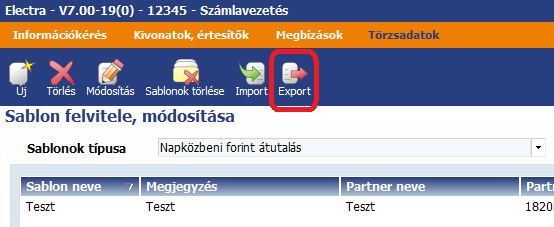 Electra - V7.00-19(0) - 12345 - Számlavezetés
Információkérés Kivonatok, értesítők Megbízások Törzsadatok
Új Törlés Módosítás Sablonok törlése Import Export
Sablon felvitele, módosítása
Sablonok típusa Napközbeni forint átutalás
Sablon neve Megjegyzés Partner neve Partn
Teszt Teszt Teszt 1820